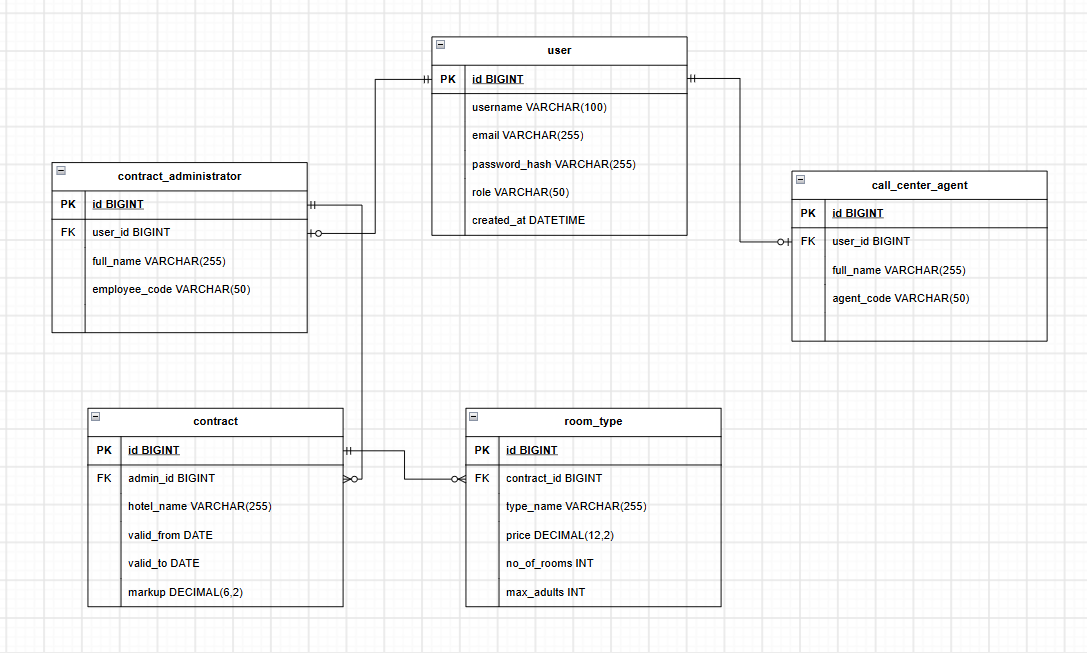 user
PK id BIGINT
username VARCHAR(100)
email VARCHAR(255)
password_hash VARCHAR(255)
role VARCHAR(50)
created_at DATETIME
contract_administrator
PK id BIGINT
FK user_id BIGINT
full_name VARCHAR(255)
employee_code VARCHAR(50)
call_center_agent
PK id BIGINT
FK user_id BIGINT
full_name VARCHAR(255)
agent_code VARCHAR(50)
contract
PK id BIGINT
FK admin_id BIGINT
hotel_name VARCHAR(255)
valid_from DATE
valid_to DATE
markup DECIMAL(6,2)
room_type
PK id BIGINT
FK contract_id BIGINT
type_name VARCHAR(255)
price DECIMAL(12,2)
no_of_rooms INT
max_adults INT